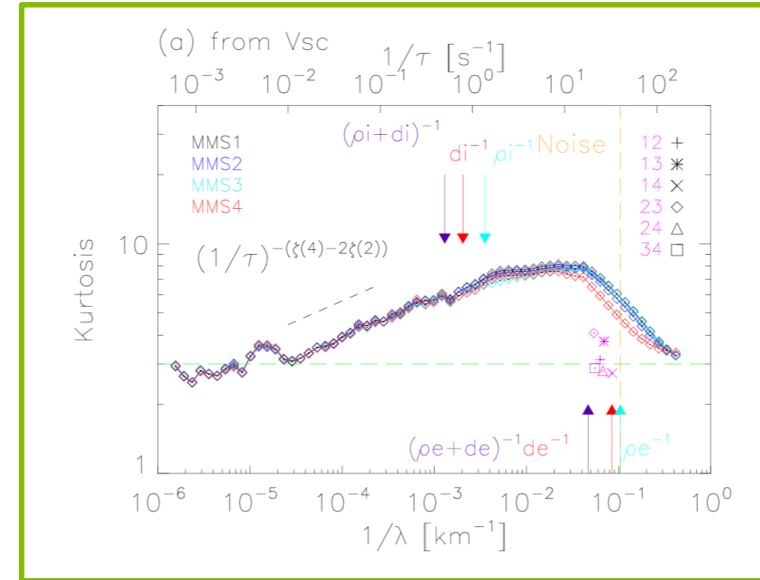 (a) from Vsc
1/τ [s⁻¹]
10⁻³ 10⁻² 10⁻¹ 10⁰ 10¹ 10²
(ρi+di)⁻¹
di⁻¹ ρi⁻¹ Noise
MMS1
MMS2
MMS3
MMS4
12 +
13 ✳
14 ×
23 ◇
24 △
34 □
(1/τ)⁻⁽ζ⁽⁴⁾⁻²ζ⁽²⁾⁾
Kurtosis
10
1
(ρe+de)⁻¹ de⁻¹ ρe⁻¹
10⁻⁶ 10⁻⁵ 10⁻⁴ 10⁻³ 10⁻² 10⁻¹ 10⁰
1/λ [km⁻¹]